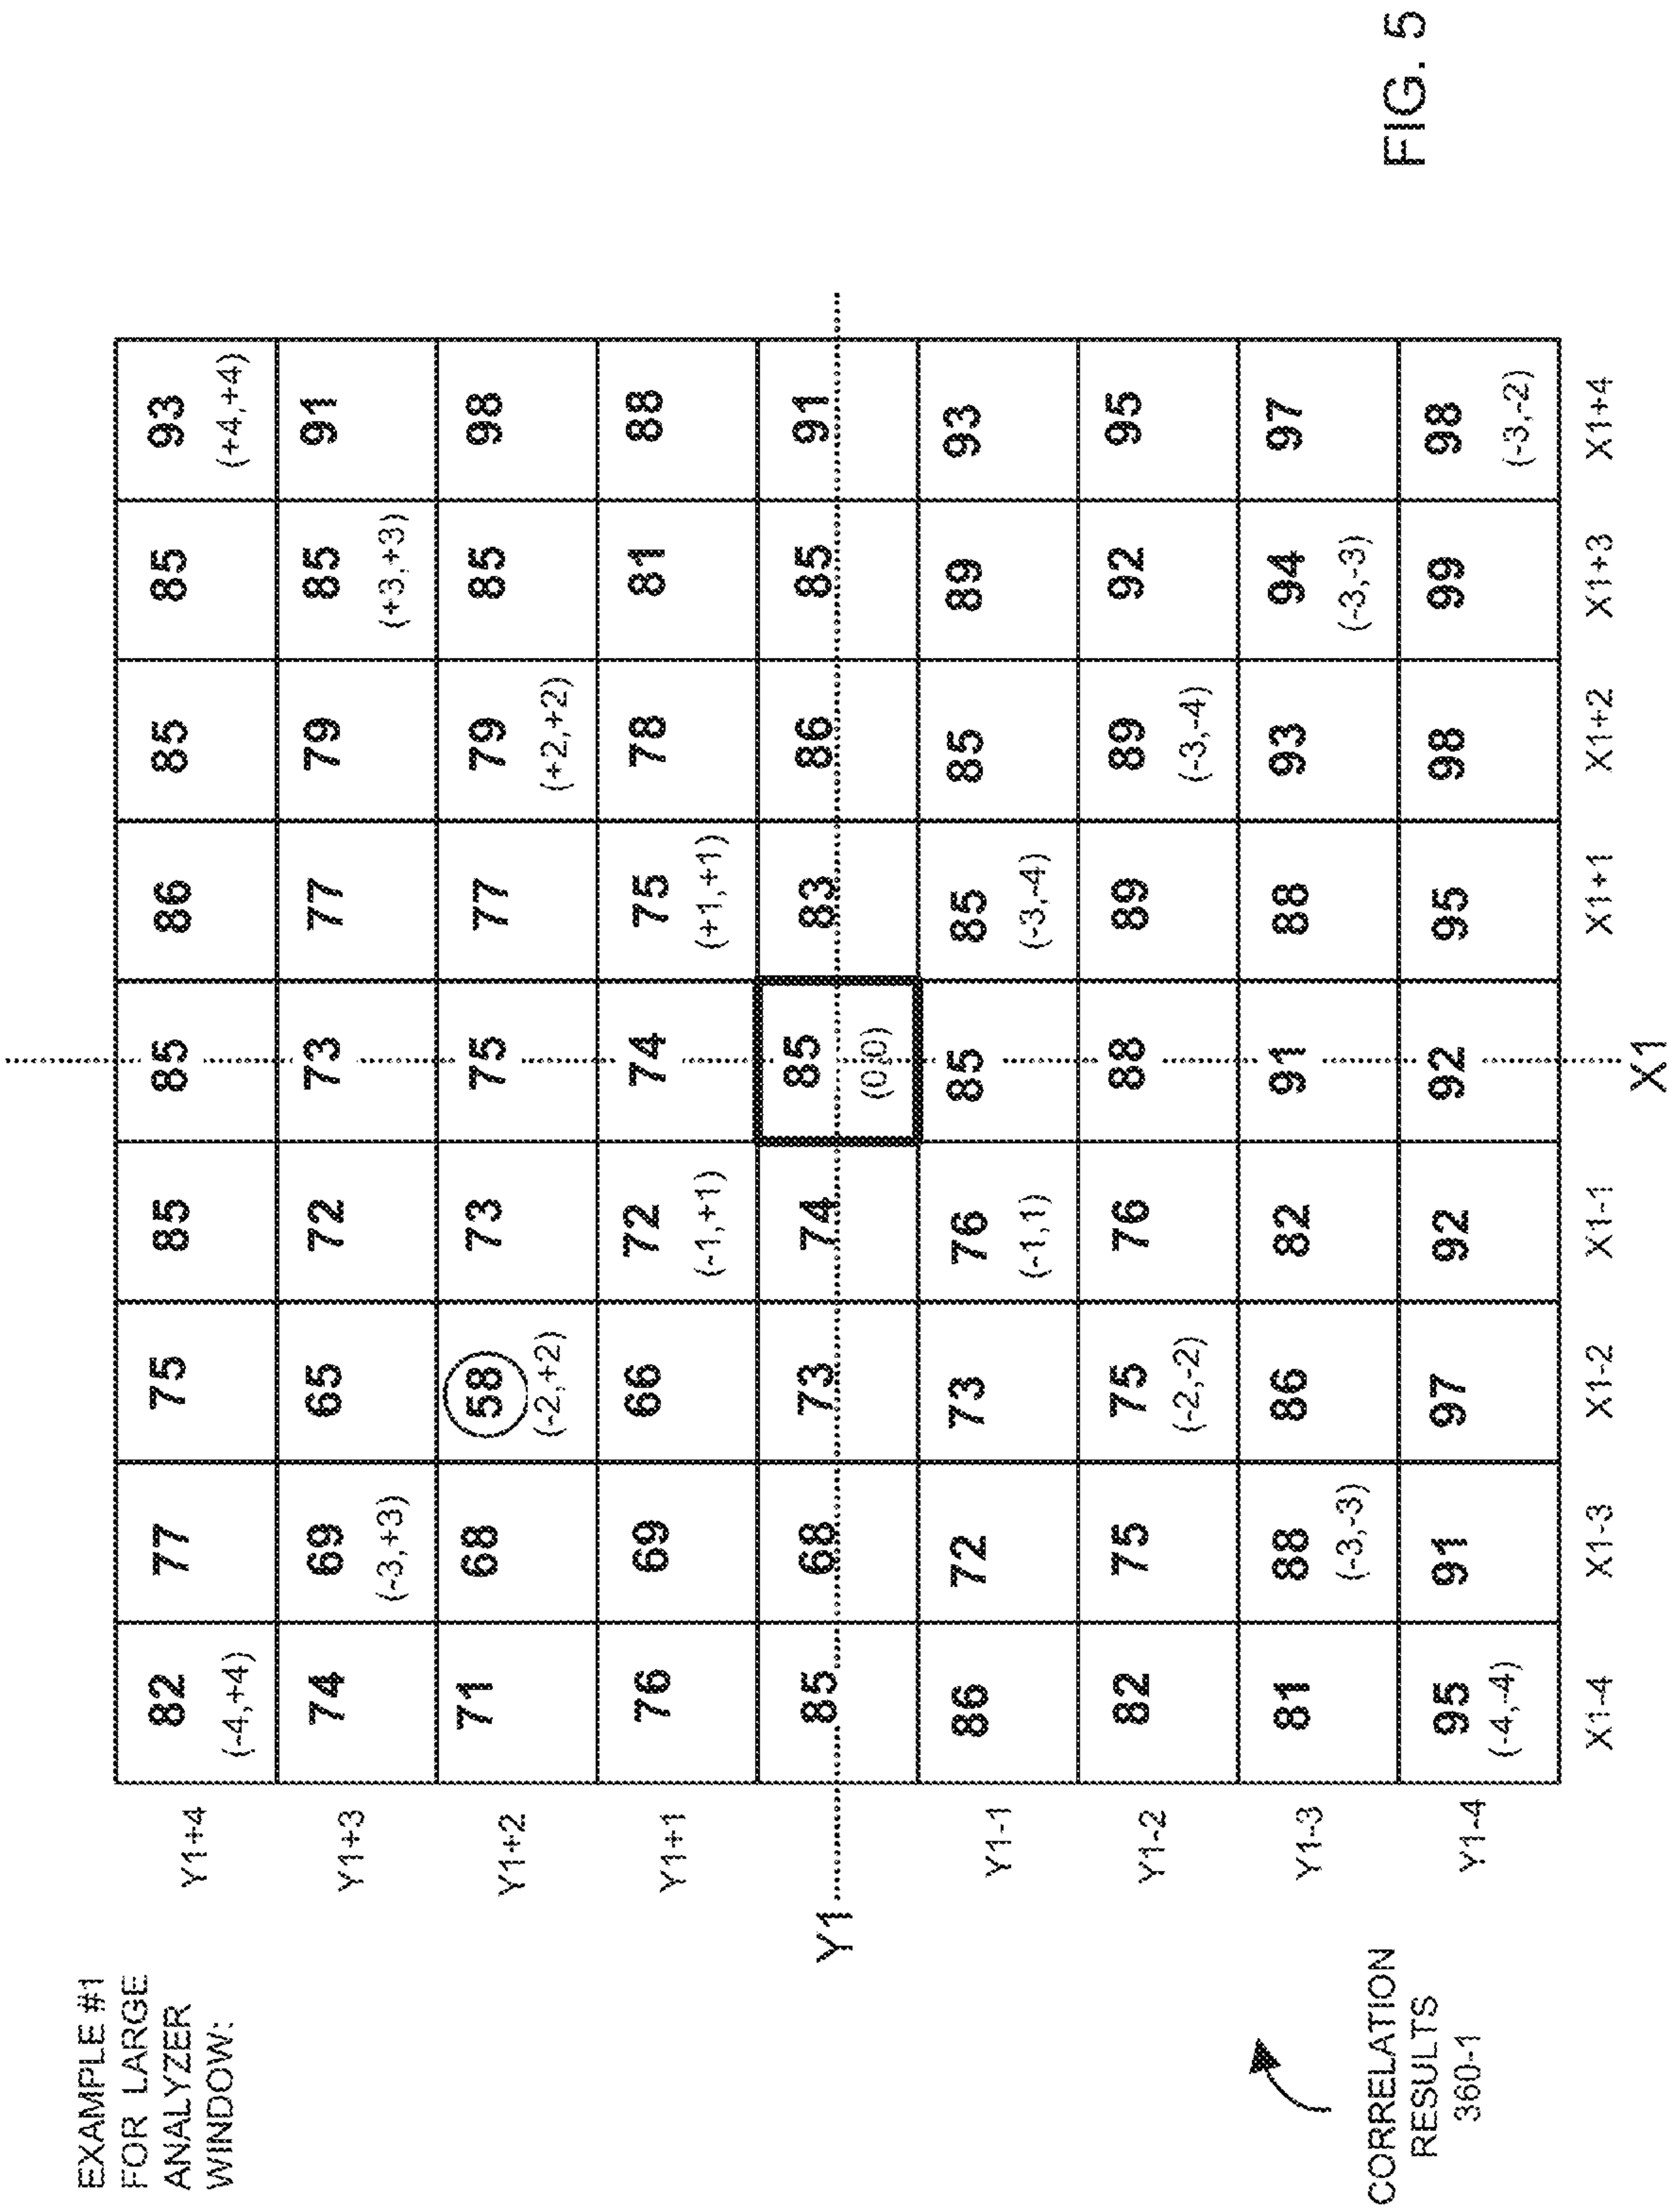 EXAMPLE #1
FOR LARGE
ANALYZER
WINDOW:
Y1+4 82 77 75 85 85 86 85 85 93
(-4,+4) (+4,+4)
Y1+3 74 69 65 72 73 77 79 85 91
(-3,+3) (+3,+3)
Y1+2 71 68 58 73 75 77 79 85 98
(-2,+2) (+2,+2)
Y1+1 76 69 66 72 74 75 78 81 88
(-1,+1) (+1,+1)
Y1 85 68 73 74 85 83 86 85 91
(0,0)
Y1-1 86 72 73 76 85 85 85 89 93
(-1,1) (-3,-4)
Y1-2 82 75 75 76 88 89 89 92 95
(-2,-2) (-3,-4)
Y1-3 81 88 86 82 91 88 93 94 97
(-3,-3) (-3,-3)
Y1-4 95 91 97 92 92 95 98 99 98
(-4,-4) (-3,-2)
X1-4 X1-3 X1-2 X1-1 X1 X1+1 X1+2 X1+3 X1+4
CORRELATION
RESULTS
360-1
FIG. 5